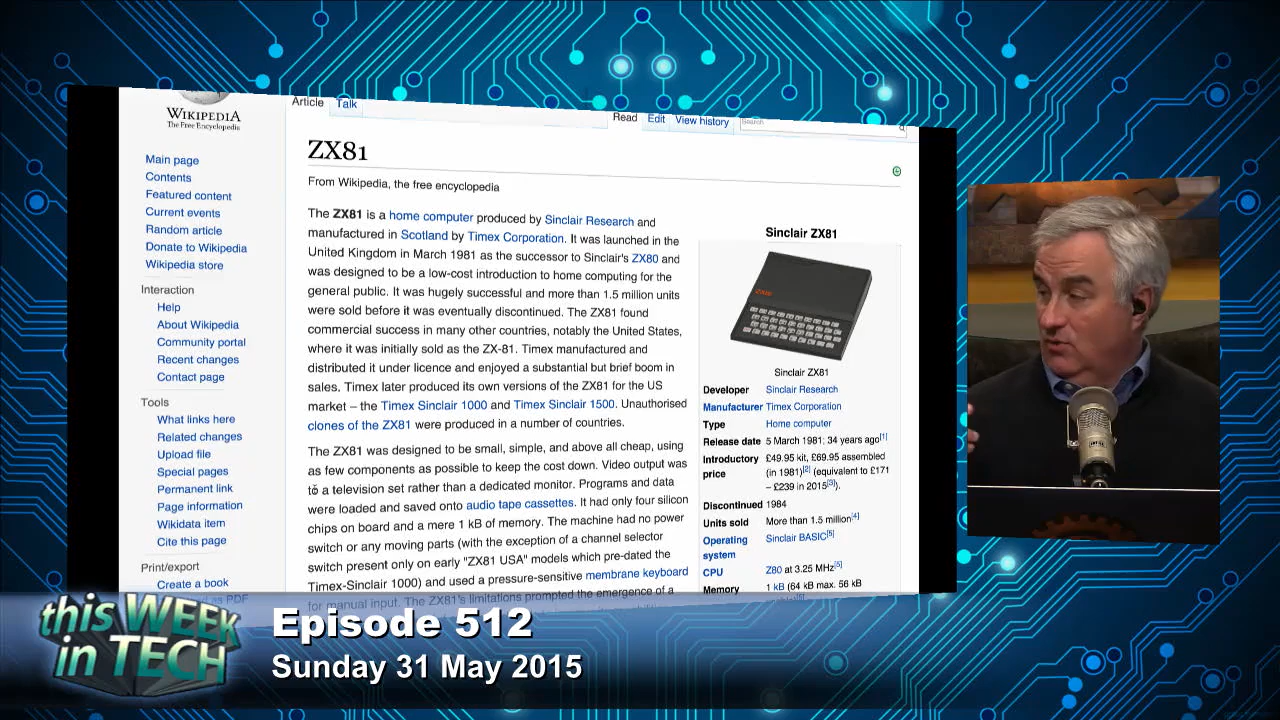 WIKIPEDIA
The Free Encyclopedia
Main page
Contents
Featured content
Current events
Random article
Donate to Wikipedia
Wikipedia store
Interaction
Help
About Wikipedia
Community portal
Recent changes
Contact page
Tools
What links here
Related changes
Upload file
Special pages
Permanent link
Page information
Wikidata item
Cite this page
Print/export
Create a book
Article Talk
Read Edit View history Search
ZX81
From Wikipedia, the free encyclopedia
The ZX81 is a home computer produced by Sinclair Research and
manufactured in Scotland by Timex Corporation. It was launched in the
United Kingdom in March 1981 as the successor to Sinclair's ZX80 and
was designed to be a low-cost introduction to home computing for the
general public. It was hugely successful and more than 1.5 million units
were sold before it was eventually discontinued. The ZX81 found
commercial success in many other countries, notably the United States,
where it was initially sold as the ZX-81. Timex manufactured and
distributed it under licence and enjoyed a substantial but brief boom in
sales. Timex later produced its own versions of the ZX81 for the US
market – the Timex Sinclair 1000 and Timex Sinclair 1500. Unauthorised
clones of the ZX81 were produced in a number of countries.
The ZX81 was designed to be small, simple, and above all cheap, using
as few components as possible to keep the cost down. Video output was
to a television set rather than a dedicated monitor. Programs and data
were loaded and saved onto audio tape cassettes. It had only four silicon
chips on board and a mere 1 kB of memory. The machine had no power
switch or any moving parts (with the exception of a channel selector
switch present only on early "ZX81 USA" models which pre-dated the
Timex-Sinclair 1000) and used a pressure-sensitive membrane keyboard
for manual input. The ZX81's limitations prompted the emergence of a
Sinclair ZX81
Sinclair ZX81
Developer Sinclair Research
Manufacturer Timex Corporation
Type Home computer
Release date 5 March 1981; 34 years ago[1]
Introductory £49.95 kit, £69.95 assembled
price (in 1981)[2] (equivalent to £171
– £239 in 2015[3]).
Discontinued 1984
Units sold More than 1.5 million[4]
Operating Sinclair BASIC[5]
system
CPU Z80 at 3.25 MHz[5]
Memory 1 kB (64 kB max. 56 kB
this WEEK
in TECH
Episode 512
Sunday 31 May 2015